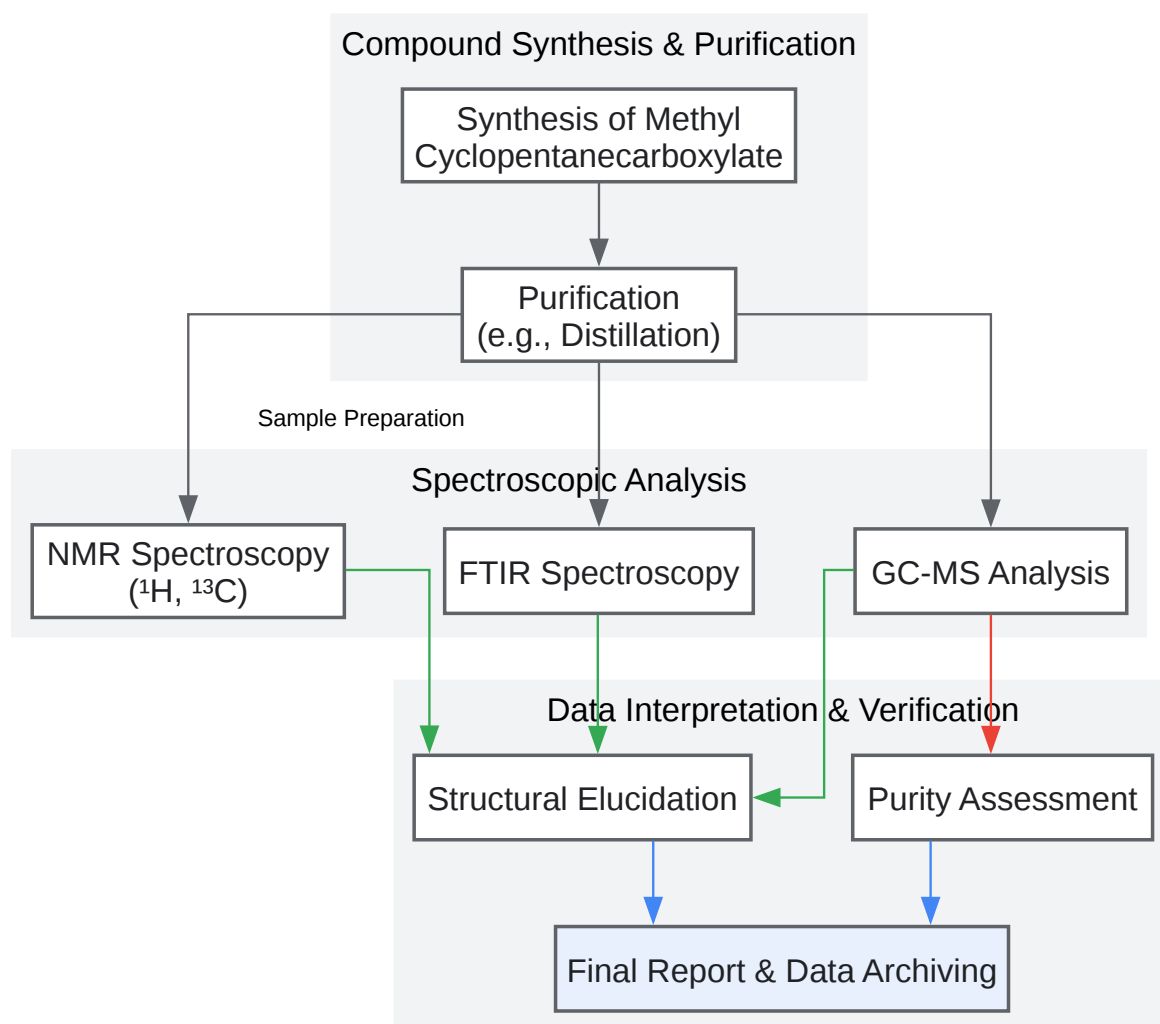 Compound Synthesis & Purification
Synthesis of Methyl
Cyclopentanecarboxylate
Purification
(e.g., Distillation)
Sample Preparation
Spectroscopic Analysis
NMR Spectroscopy
(¹H, ¹³C)
FTIR Spectroscopy
GC-MS Analysis
Data Interpretation & Verification
Structural Elucidation
Purity Assessment
Final Report & Data Archiving